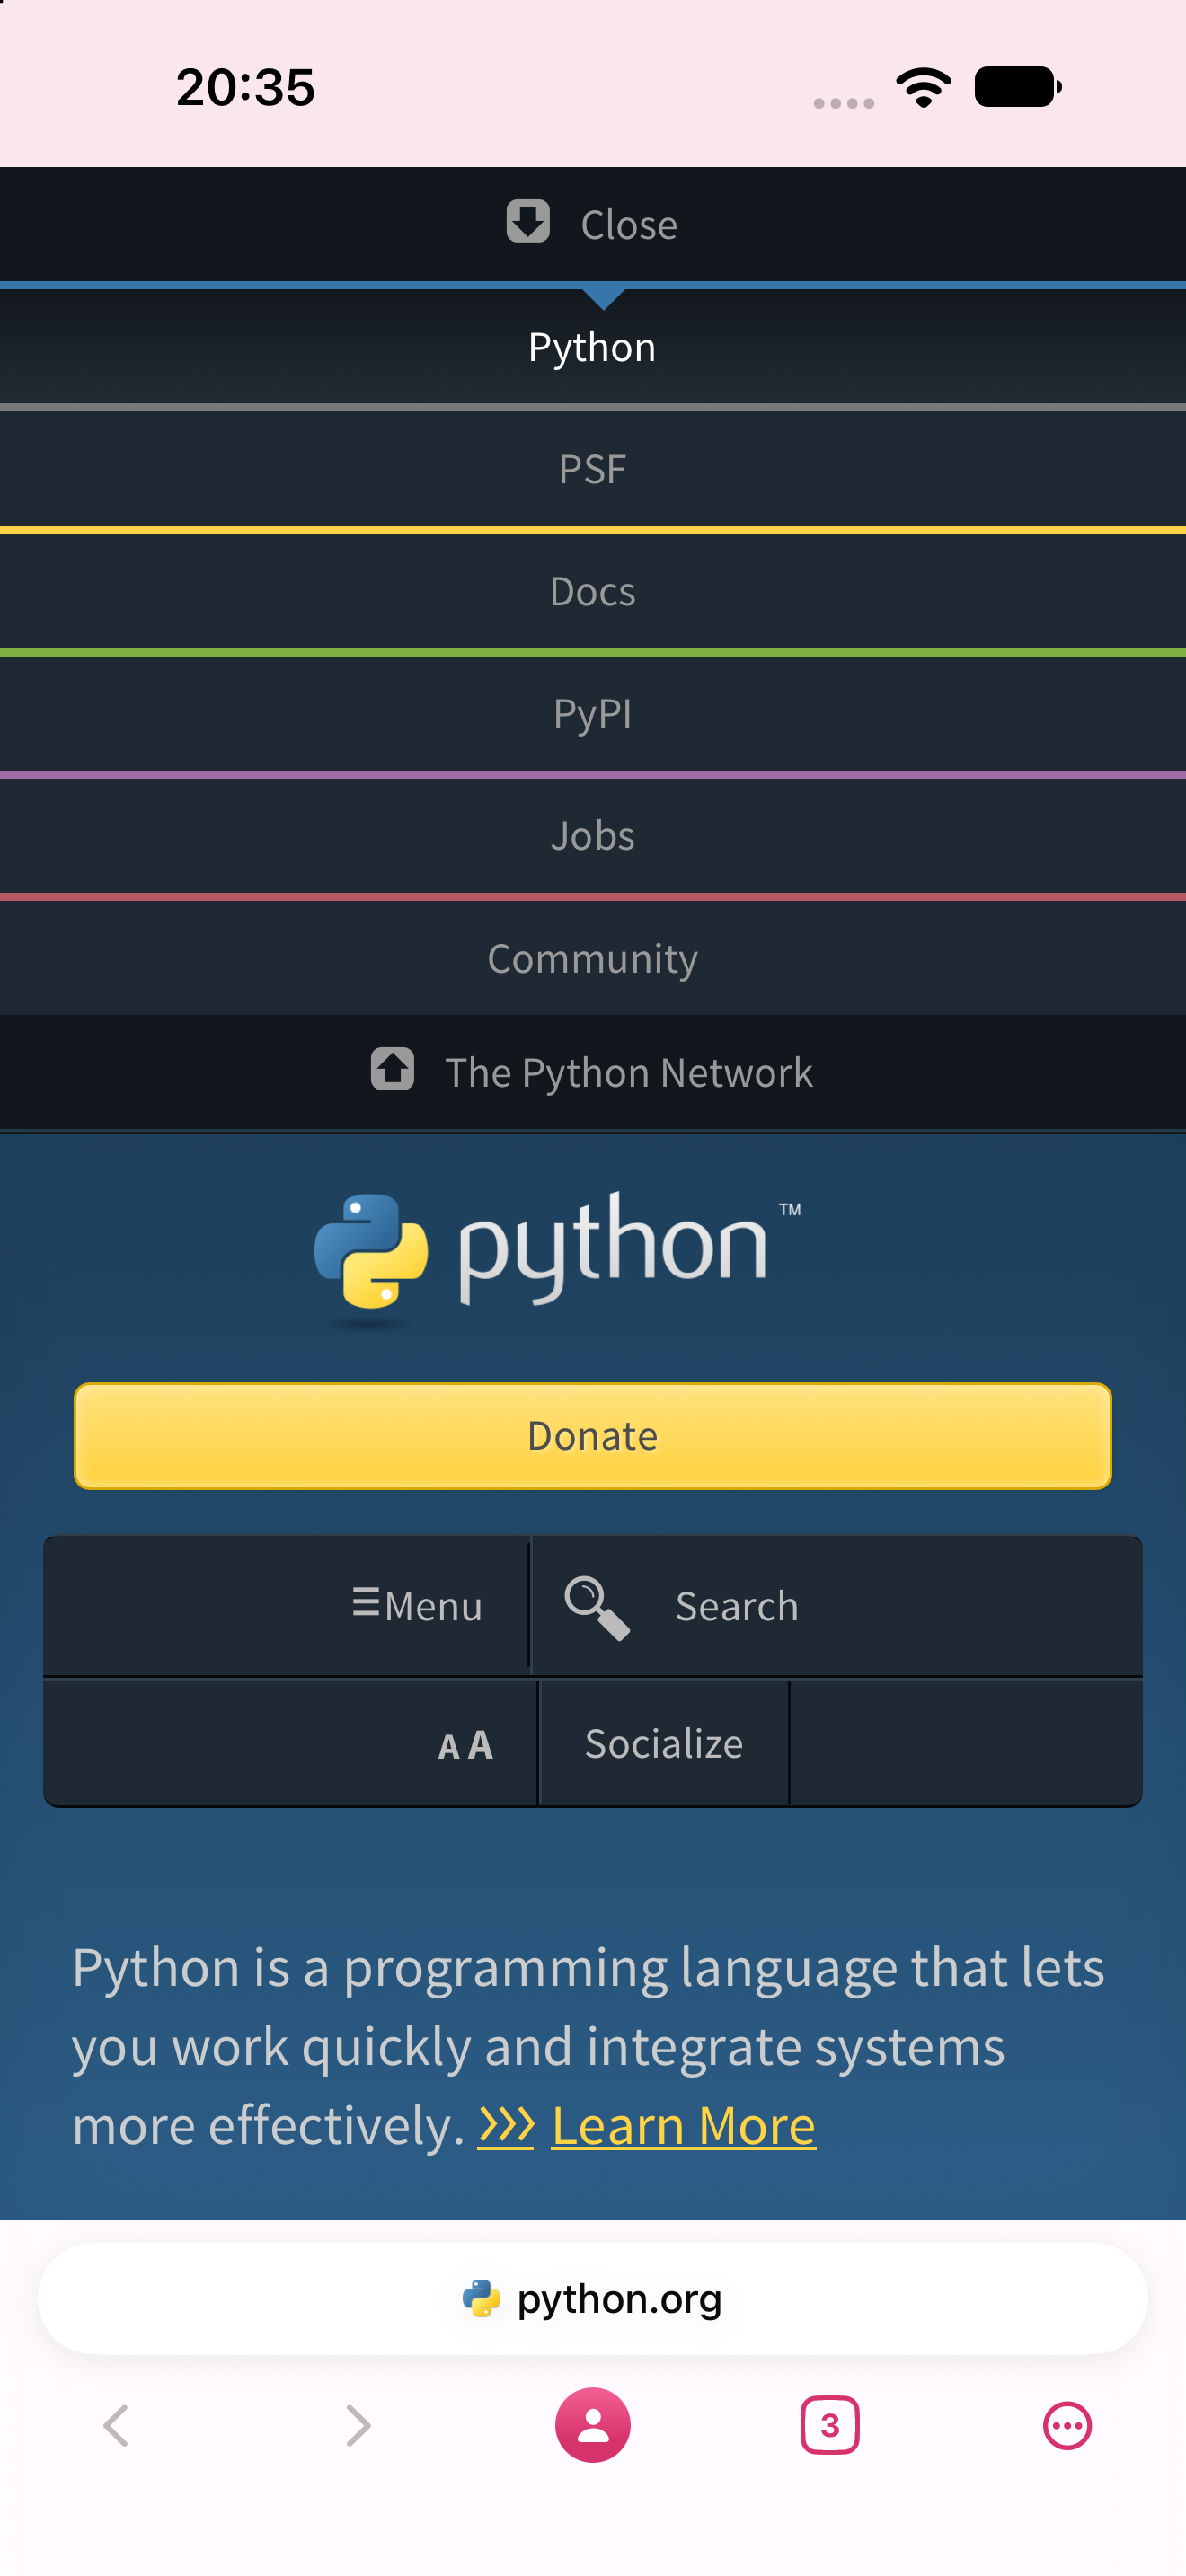 20:35
Close
Python
PSF
Docs
PyPI
Jobs
Community
The Python Network
python™
Donate
Menu
Search
A A
Socialize
Python is a programming language that lets
you work quickly and integrate systems
more effectively. >>> Learn More
python.org
3